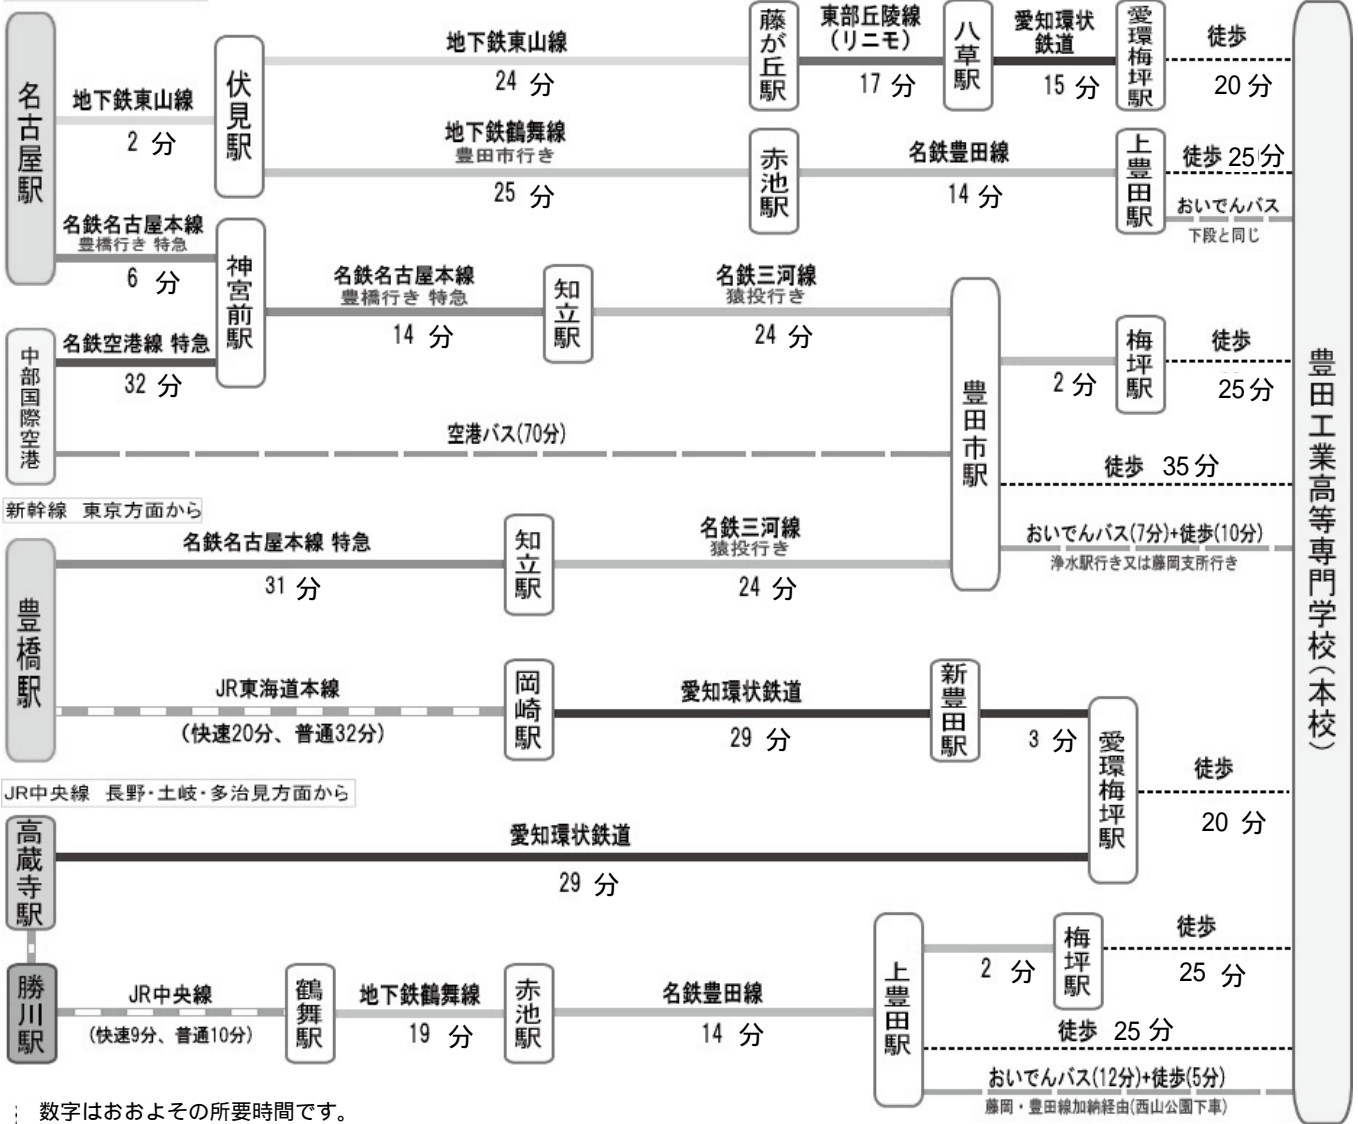 名古屋駅
地下鉄東山線
2 分
伏見駅
地下鉄東山線
24 分
藤が丘駅
東部丘陵線
(リニモ)
17 分
八草駅
愛知環状
鉄道
15 分
愛環梅坪駅
徒歩
20 分
地下鉄鶴舞線
豊田市行き
25 分
赤池駅
名鉄豊田線
14 分
上豊田駅
徒歩 25 分
おいでんバス
下段と同じ
名鉄名古屋本線
豊橋行き 特急
6 分
神宮前駅
名鉄名古屋本線
豊橋行き 特急
14 分
知立駅
名鉄三河線
猿投行き
24 分
豊田市駅
2 分
梅坪駅
徒歩
25 分
中部国際空港
名鉄空港線 特急
32 分
空港バス(70分)
徒歩 35 分
おいでんバス(7分)+徒歩(10分)
浄水駅行き又は藤岡支所行き
新幹線 東京方面から
豊橋駅
名鉄名古屋本線 特急
31 分
知立駅
名鉄三河線
猿投行き
24 分
JR東海道本線
(快速20分、普通32分)
岡崎駅
愛知環状鉄道
29 分
新豊田駅
3 分
愛環梅坪駅
徒歩
20 分
JR中央線 長野・土岐・多治見方面から
高蔵寺駅
愛知環状鉄道
29 分
勝川駅
JR中央線
(快速9分、普通10分)
鶴舞駅
地下鉄鶴舞線
19 分
赤池駅
名鉄豊田線
14 分
上豊田駅
2 分
梅坪駅
徒歩
25 分
徒歩 25 分
おいでんバス(12分)+徒歩(5分)
藤岡・豊田線加納経由(西山公園下車)
豊田工業高等専門学校(本校)
数字はおおよその所要時間です。